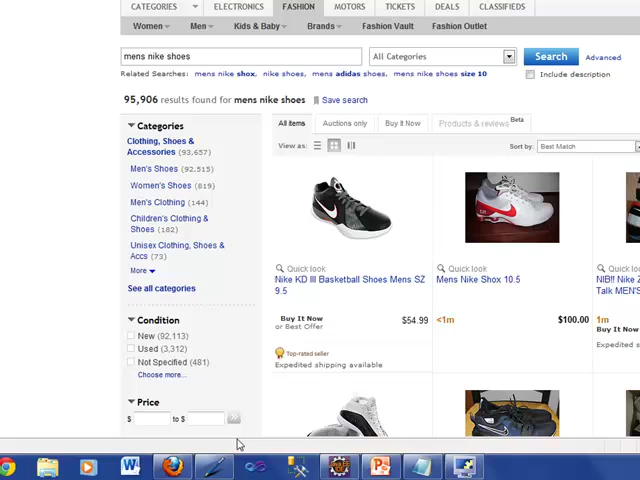 CATEGORIES ELECTRONICS FASHION MOTORS TICKETS DEALS CLASSIFIEDS
Women Men Kids & Baby Brands Fashion Vault Fashion Outlet
mens nike shoes All Categories Search Advanced
Related Searches: mens nike shox, nike shoes, mens adidas shoes, mens nike shoes size 10 Include description
95,906 results found for mens nike shoes Save search
Categories
Clothing, Shoes &
Accessories (93,657)
Men's Shoes (92,515)
Women's Shoes (819)
Men's Clothing (144)
Children's Clothing &
Shoes (182)
Unisex Clothing, Shoes &
Accs (73)
More
See all categories
Condition
New (92,113)
Used (3,312)
Not Specified (481)
Choose more...
Price
$ to $
All items Auctions only Buy It Now Products & reviews Beta
View as: Sort by: Best Match
Quick look
Nike KD III Basketball Shoes Mens SZ
9.5
Buy It Now
or Best Offer
$54.99
Top-rated seller
Expedited shipping available
Quick look
Mens Nike Shox 10.5
<1m $100.00
NIB!! Nike
Talk MEN'S
1m
Buy It Now
Expedited